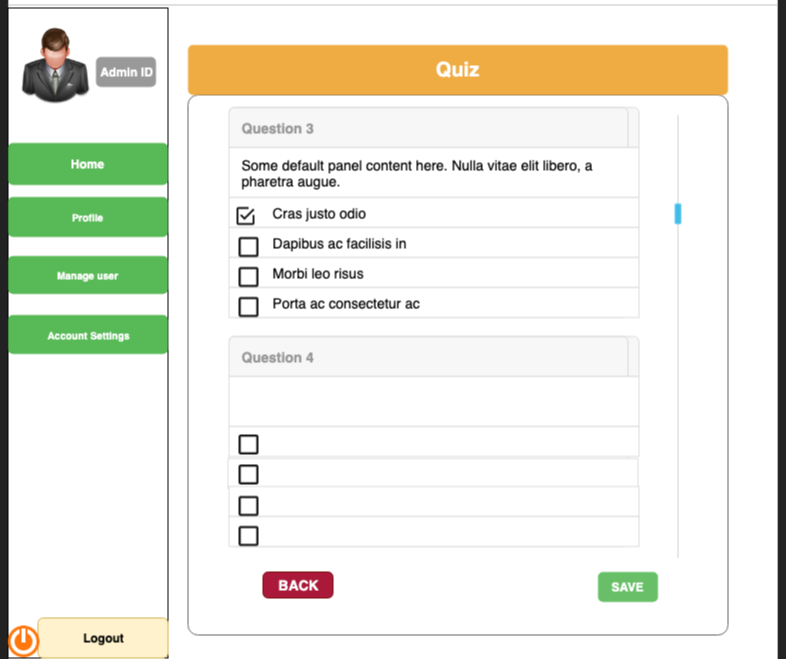 Admin ID
Home
Profile
Manage user
Account Settings
Logout
Quiz
Question 3
Some default panel content here. Nulla vitae elit libero, a
pharetra augue.
Cras justo odio
Dapibus ac facilisis in
Morbi leo risus
Porta ac consectetur ac
Question 4
BACK
SAVE